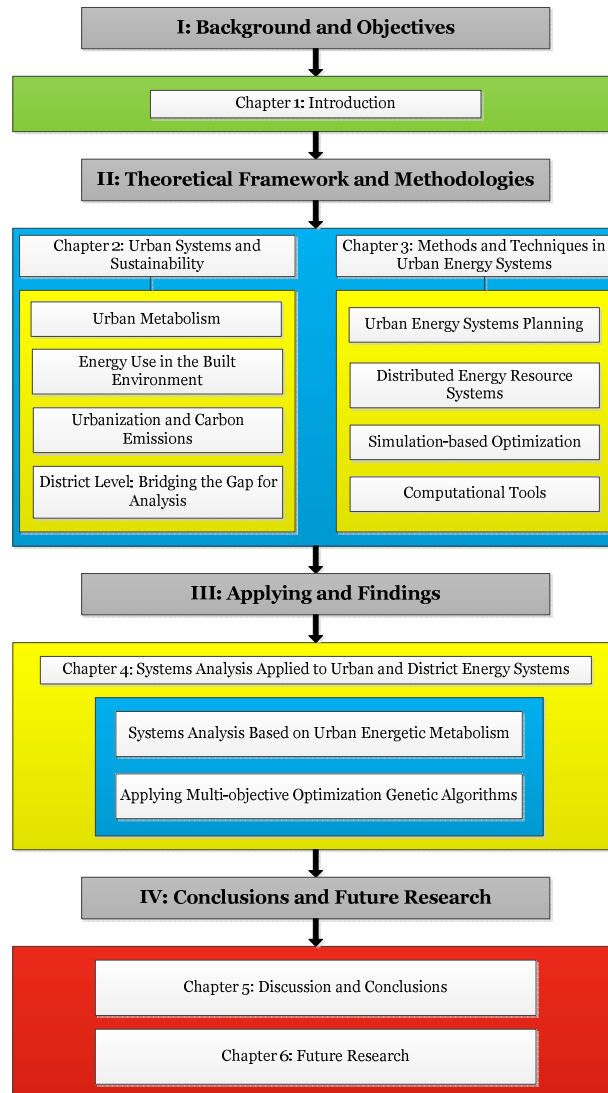 I: Background and Objectives
Chapter 1: Introduction
II: Theoretical Framework and Methodologies
Chapter 2: Urban Systems and
Sustainability
Urban Metabolism
Energy Use in the Built
Environment
Urbanization and Carbon
Emissions
District Level: Bridging the Gap for
Analysis
Chapter 3: Methods and Techniques in
Urban Energy Systems
Urban Energy Systems Planning
Distributed Energy Resource
Systems
Simulation-based Optimization
Computational Tools
III: Applying and Findings
Chapter 4: Systems Analysis Applied to Urban and District Energy Systems
Systems Analysis Based on Urban Energetic Metabolism
Applying Multi-objective Optimization Genetic Algorithms
IV: Conclusions and Future Research
Chapter 5: Discussion and Conclusions
Chapter 6: Future Research